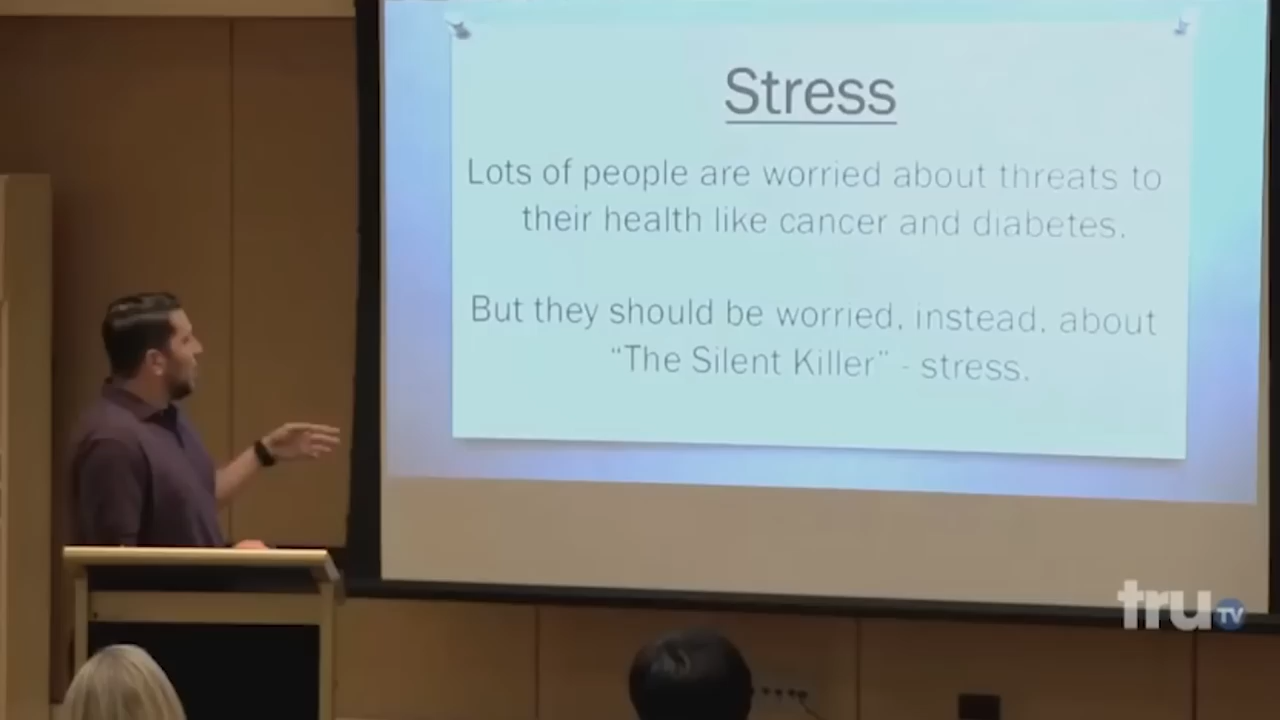 Stress
Lots of people are worried about threats to
their health like cancer and diabetes.
But they should be worried, instead, about
“The Silent Killer” - stress.
truTV